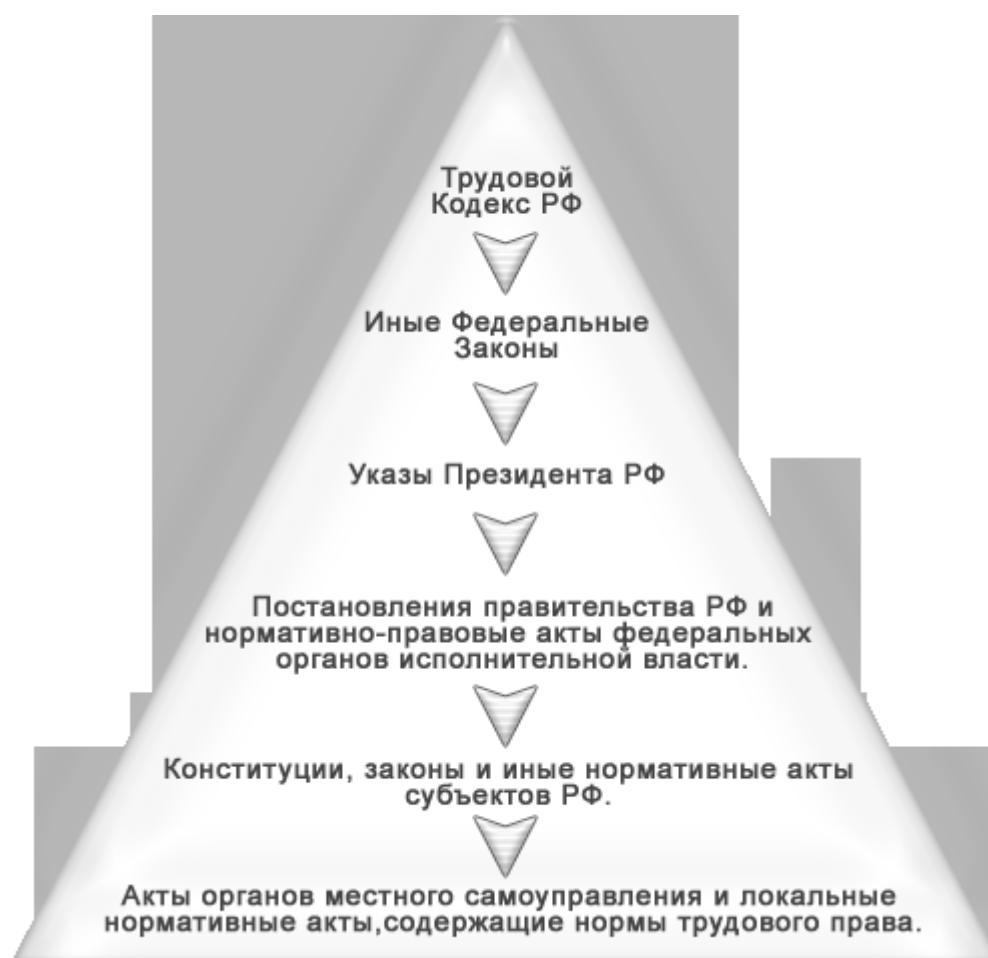 Трудовой
Кодекс РФ
Иные Федеральные
Законы
Указы Президента РФ
Постановления правительства РФ и
нормативно-правовые акты федеральных
органов исполнительной власти.
Конституции, законы и иные нормативные акты
субъектов РФ.
Акты органов местного самоуправления и локальные
нормативные акты,содержащие нормы трудового права.